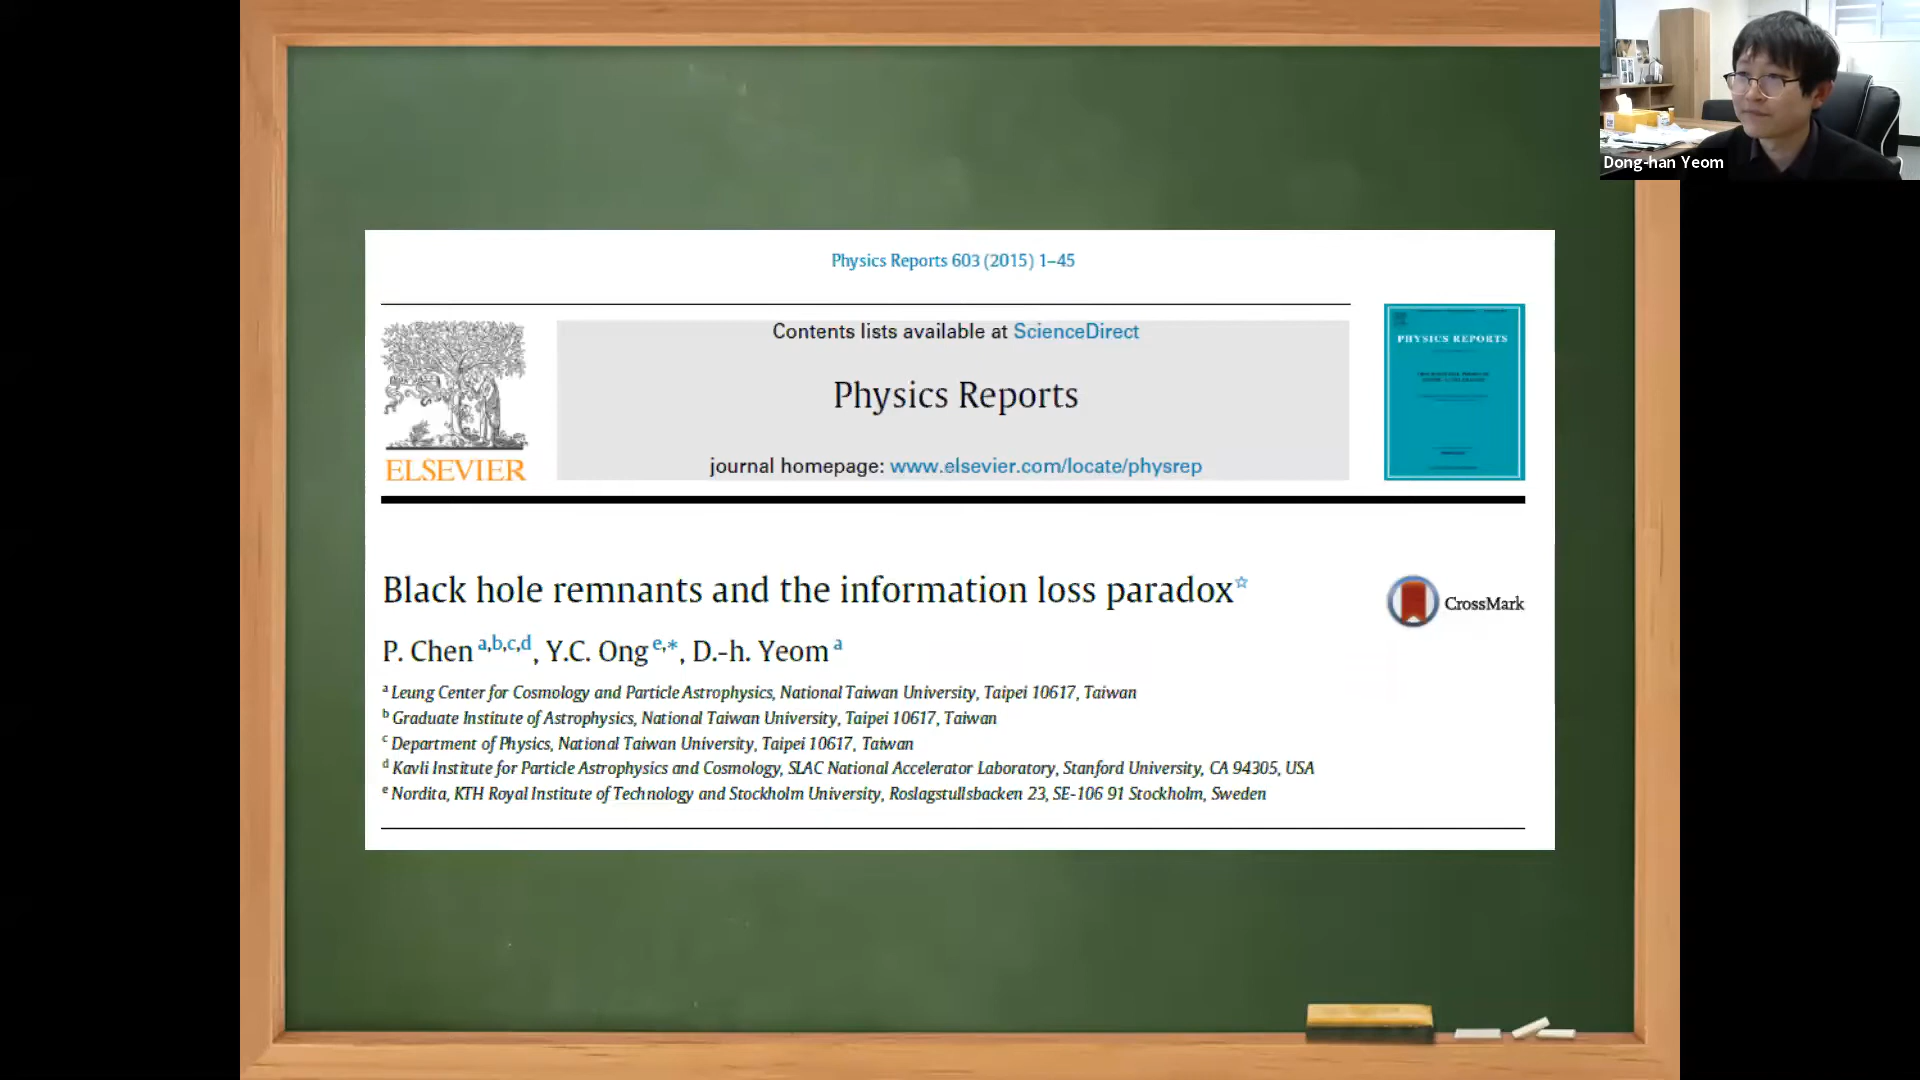 Dong-han Yeom
Physics Reports 603 (2015) 1–45
Contents lists available at ScienceDirect
Physics Reports
journal homepage: www.elsevier.com/locate/physrep
ELSEVIER
PHYSICS REPORTS
Black hole remnants and the information loss paradox☆
CrossMark
P. Chen a,b,c,d, Y.C. Ong e,*, D.-h. Yeom a
a Leung Center for Cosmology and Particle Astrophysics, National Taiwan University, Taipei 10617, Taiwan
b Graduate Institute of Astrophysics, National Taiwan University, Taipei 10617, Taiwan
c Department of Physics, National Taiwan University, Taipei 10617, Taiwan
d Kavli Institute for Particle Astrophysics and Cosmology, SLAC National Accelerator Laboratory, Stanford University, CA 94305, USA
e Nordita, KTH Royal Institute of Technology and Stockholm University, Roslagstullsbacken 23, SE-106 91 Stockholm, Sweden